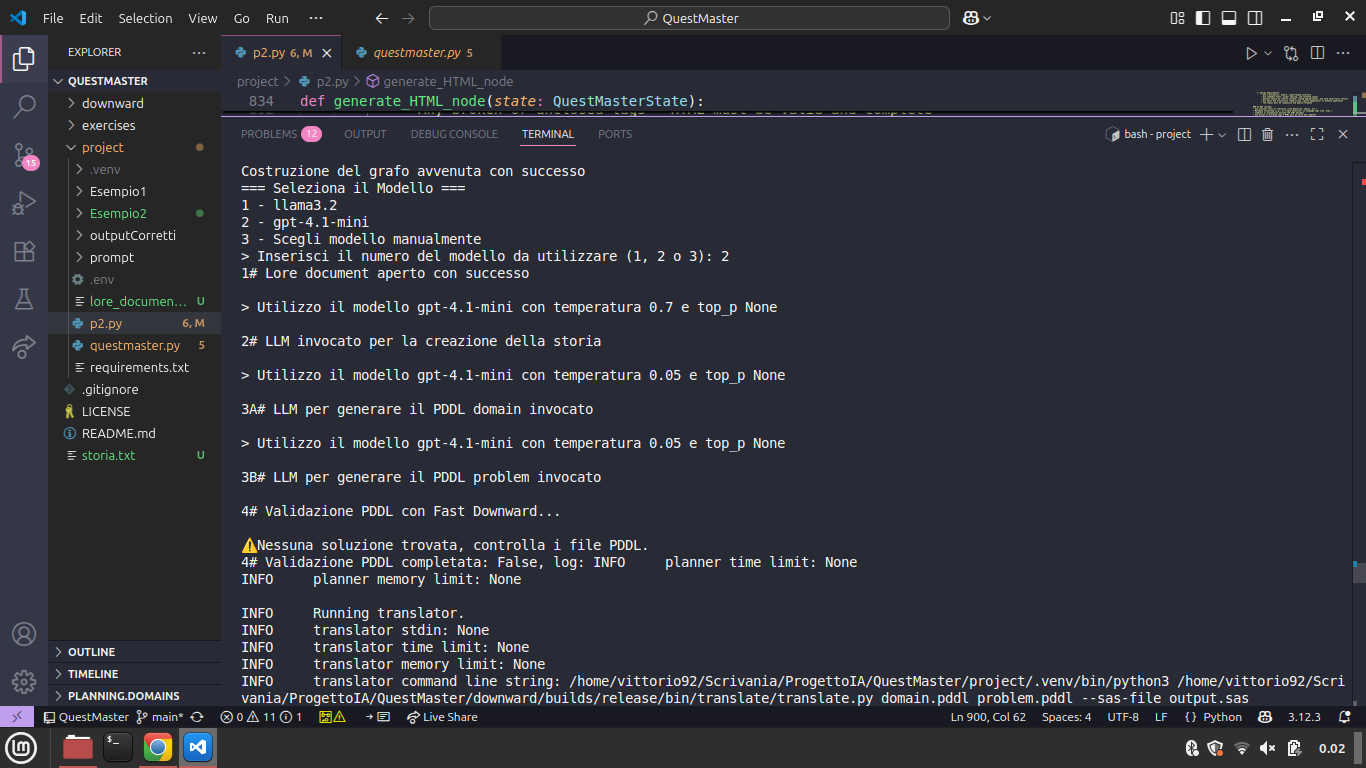 File Edit Selection View Go Run ··· QuestMaster
EXPLORER ···
QUESTMASTER
downward
exercises
project
.venv
Esempio1
Esempio2
outputCorretti
prompt
.env
lore_documen... U
p2.py 6, M
questmaster.py 5
requirements.txt
.gitignore
LICENSE
README.md
storia.txt U
OUTLINE
TIMELINE
PLANNING.DOMAINS
15
p2.py 6, M questmaster.py 5
project > p2.py > generate_HTML_node
834 def generate_HTML_node(state: QuestMasterState):
PROBLEMS 12 OUTPUT DEBUG CONSOLE TERMINAL PORTS bash - project
Costruzione del grafo avvenuta con successo
=== Seleziona il Modello ===
1 - llama3.2
2 - gpt-4.1-mini
3 - Scegli modello manualmente
> Inserisci il numero del modello da utilizzare (1, 2 o 3): 2
1# Lore document aperto con successo
> Utilizzo il modello gpt-4.1-mini con temperatura 0.7 e top_p None
2# LLM invocato per la creazione della storia
> Utilizzo il modello gpt-4.1-mini con temperatura 0.05 e top_p None
3A# LLM per generare il PDDL domain invocato
> Utilizzo il modello gpt-4.1-mini con temperatura 0.05 e top_p None
3B# LLM per generare il PDDL problem invocato
4# Validazione PDDL con Fast Downward...
⚠️Nessuna soluzione trovata, controlla i file PDDL.
4# Validazione PDDL completata: False, log: INFO     planner time limit: None
INFO     planner memory limit: None
INFO     Running translator.
INFO     translator stdin: None
INFO     translator time limit: None
INFO     translator memory limit: None
INFO     translator command line string: /home/vittorio92/Scrivania/ProgettoIA/QuestMaster/project/.venv/bin/python3 /home/vittorio92/Scri
vania/ProgettoIA/QuestMaster/downward/builds/release/bin/translate/translate.py domain.pddl problem.pddl --sas-file output.sas
QuestMaster main* 0 11 1 Live Share Ln 900, Col 62 Spaces: 4 UTF-8 LF {} Python 3.12.3
0.02